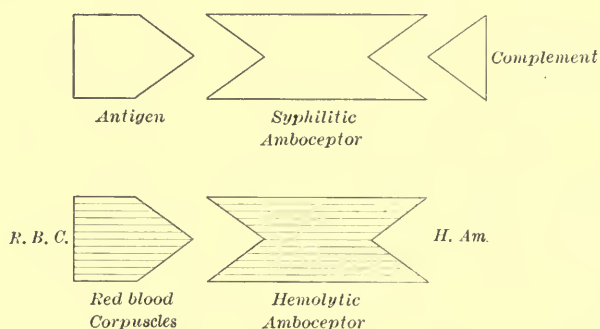 Complement
Antigen
Syphilitic
Amboceptor
R. B. C.
H. Am.
Red blood
Corpuscles
Hemolytic
Amboceptor